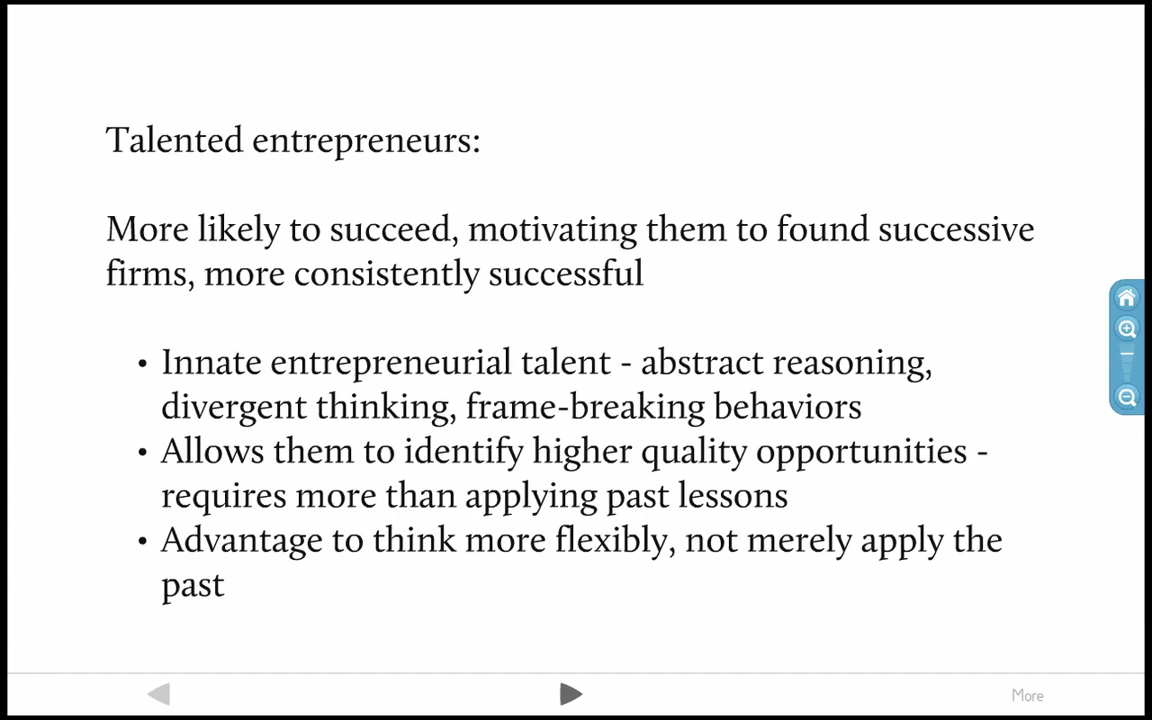 Talented entrepreneurs:
More likely to succeed, motivating them to found successive
firms, more consistently successful
• Innate entrepreneurial talent - abstract reasoning,
divergent thinking, frame-breaking behaviors
• Allows them to identify higher quality opportunities -
requires more than applying past lessons
• Advantage to think more flexibly, not merely apply the
past
More